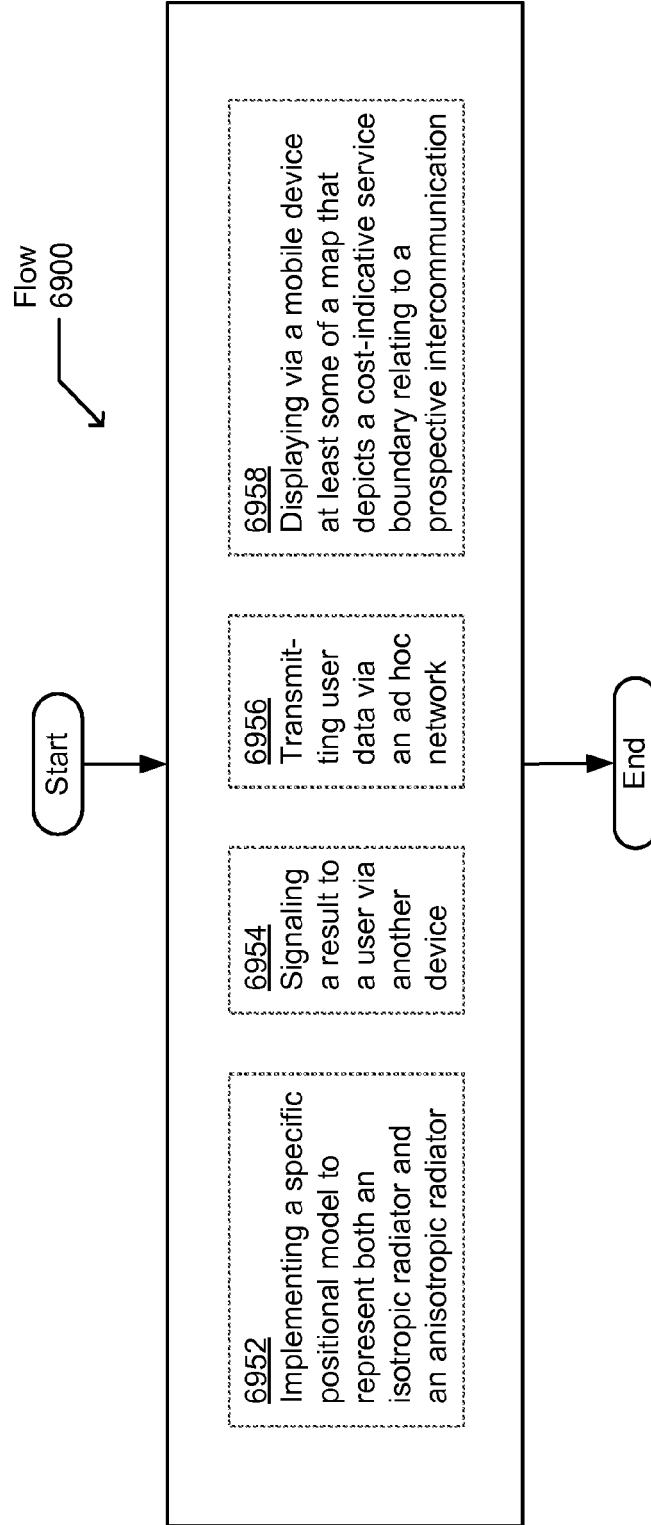 Flow
6900
Start
6952
Implementing a specific
positional model to
represent both an
isotropic radiator and
an anisotropic radiator
6954
Signaling
a result to
a user via
another
device
6956
Transmit-
ting user
data via
an ad hoc
network
6958
Displaying via a mobile device
at least some of a map that
depicts a cost-indicative service
boundary relating to a
prospective intercommunication
End